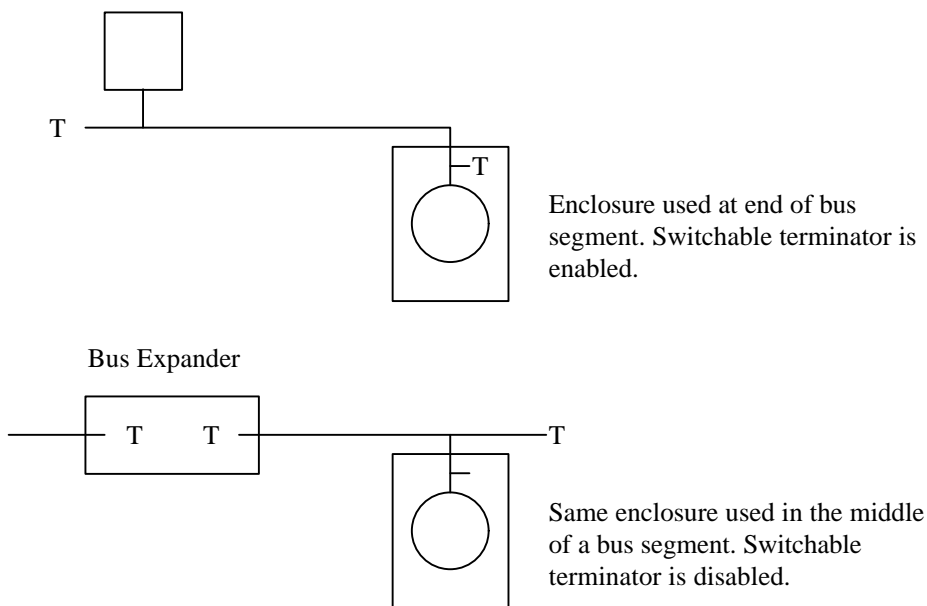 T
T
Enclosure used at end of bus
segment. Switchable terminator is
enabled.
Bus Expander
T T
T
Same enclosure used in the middle
of a bus segment. Switchable
terminator is disabled.